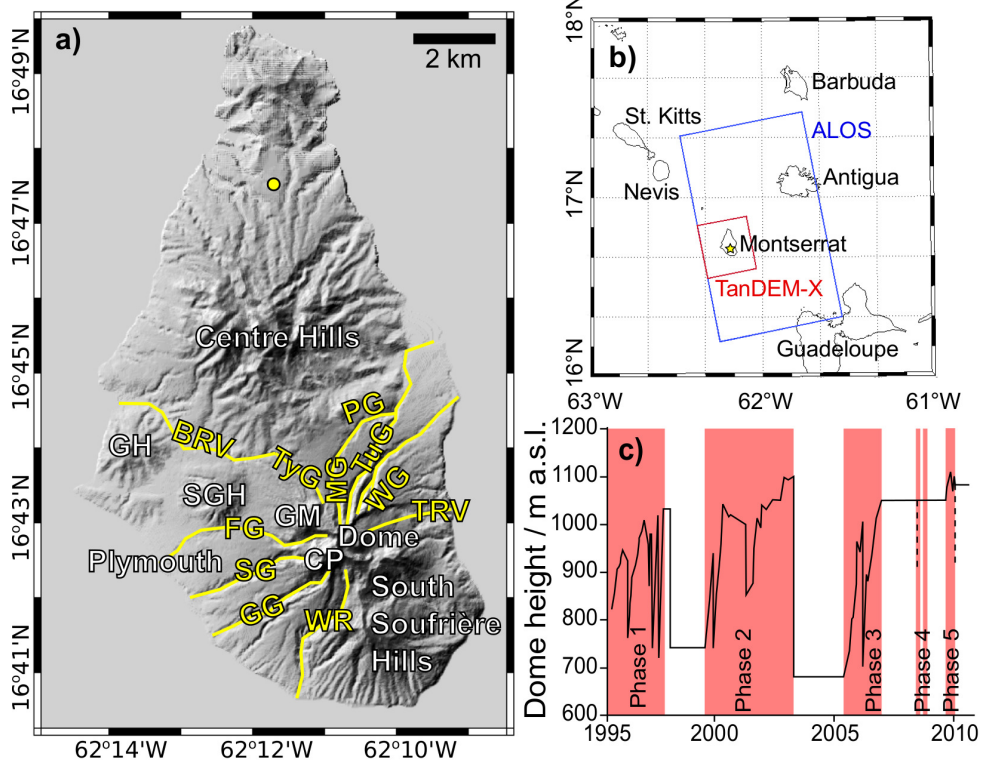 a)
2 km
16°49'N
16°47'N
16°45'N
16°43'N
16°41'N
Centre Hills
PG
GH
BRV
TyG
MG
TuG
WG
SGH
GM
TRV
FG
Dome
Plymouth
CP
SG
South
GG
WR
Soufrière
Hills
62°14'W
62°12'W
62°10'W
b)
18°N
17°N
16°N
Barbuda
St. Kitts
ALOS
Nevis
Antigua
Montserrat
TanDEM-X
Guadeloupe
63°W
62°W
61°W
c)
Dome height / m a.s.l.
1200
1100
1000
900
800
700
600
Phase 1
Phase 2
Phase 3
Phase 4
Phase 5
1995
2000
2005
2010